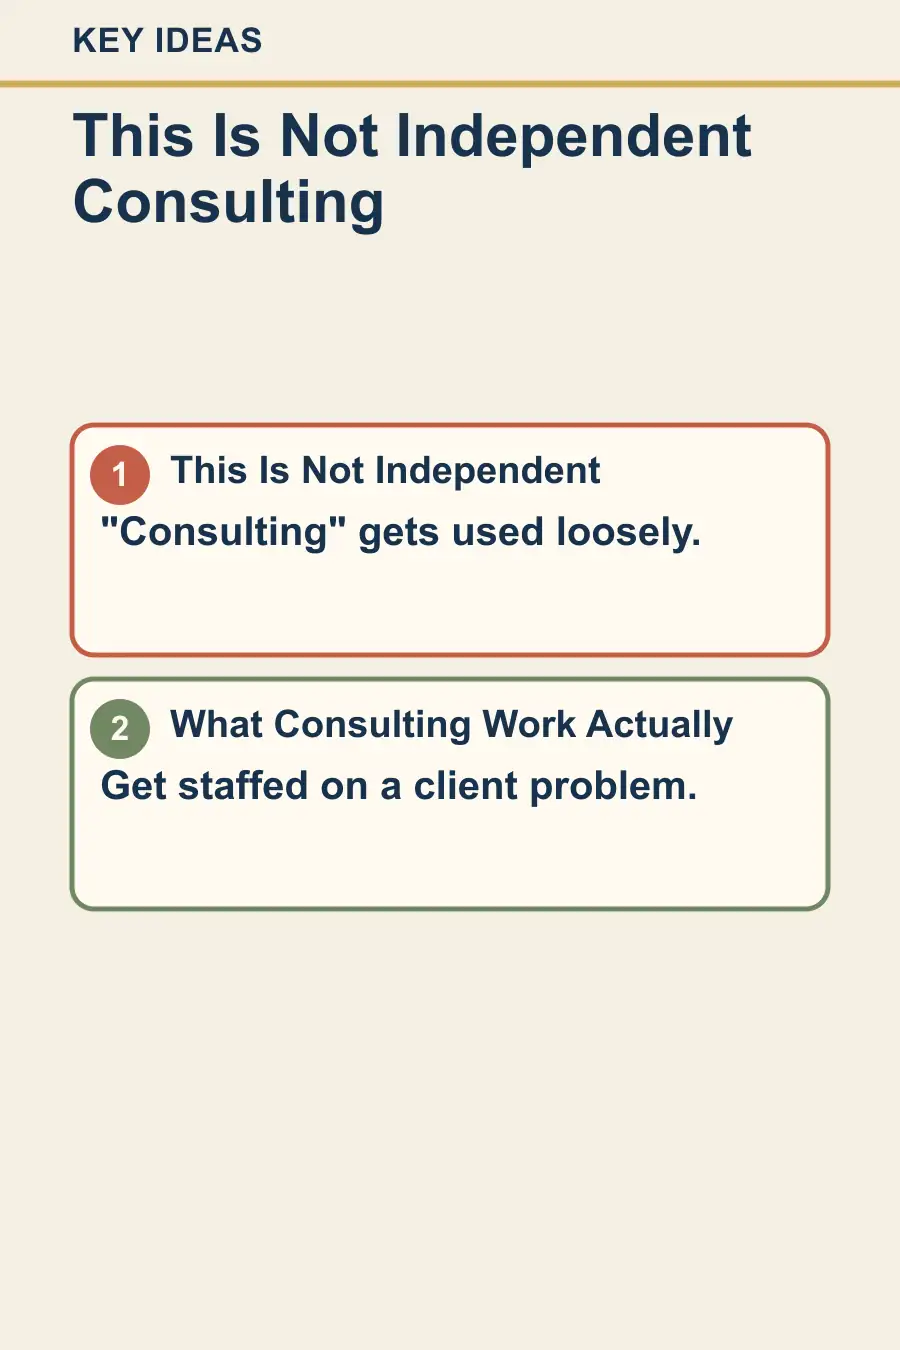 KEY IDEAS
This Is Not Independent
Consulting
1 This Is Not Independent
"Consulting" gets used loosely.
2 What Consulting Work Actually
Get staffed on a client problem.